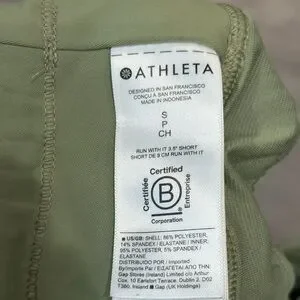 ATHLETA
DESIGNED IN SAN FRANCISCO
CONÇU À SAN FRANCISCO
MADE IN INDONESIA
S
P
CH
RUN WITH IT 3.5" SHORT
SHORT DE 9 CM RUN WITH IT
Certified
Certifiée
B
Entreprise
Corporation
■ US/GB: SHELL: 86% POLYESTER,
14% SPANDEX / ELASTANE / INNER:
95% POLYESTER, 5% SPANDEX /
ELASTANE
DISTRIBUIDO POR / Imported
By/Importé Par / ΕΙΣΑΓΕΤΑΙ ΑΠΟ ΤΗΝ:
Gap Stores (Ireland) Limited c/o Arthur
Cox, 10 Earlsfort Terrace, Dublin 2, D02
T380, Ireland ■ Gap (UK Holdings)